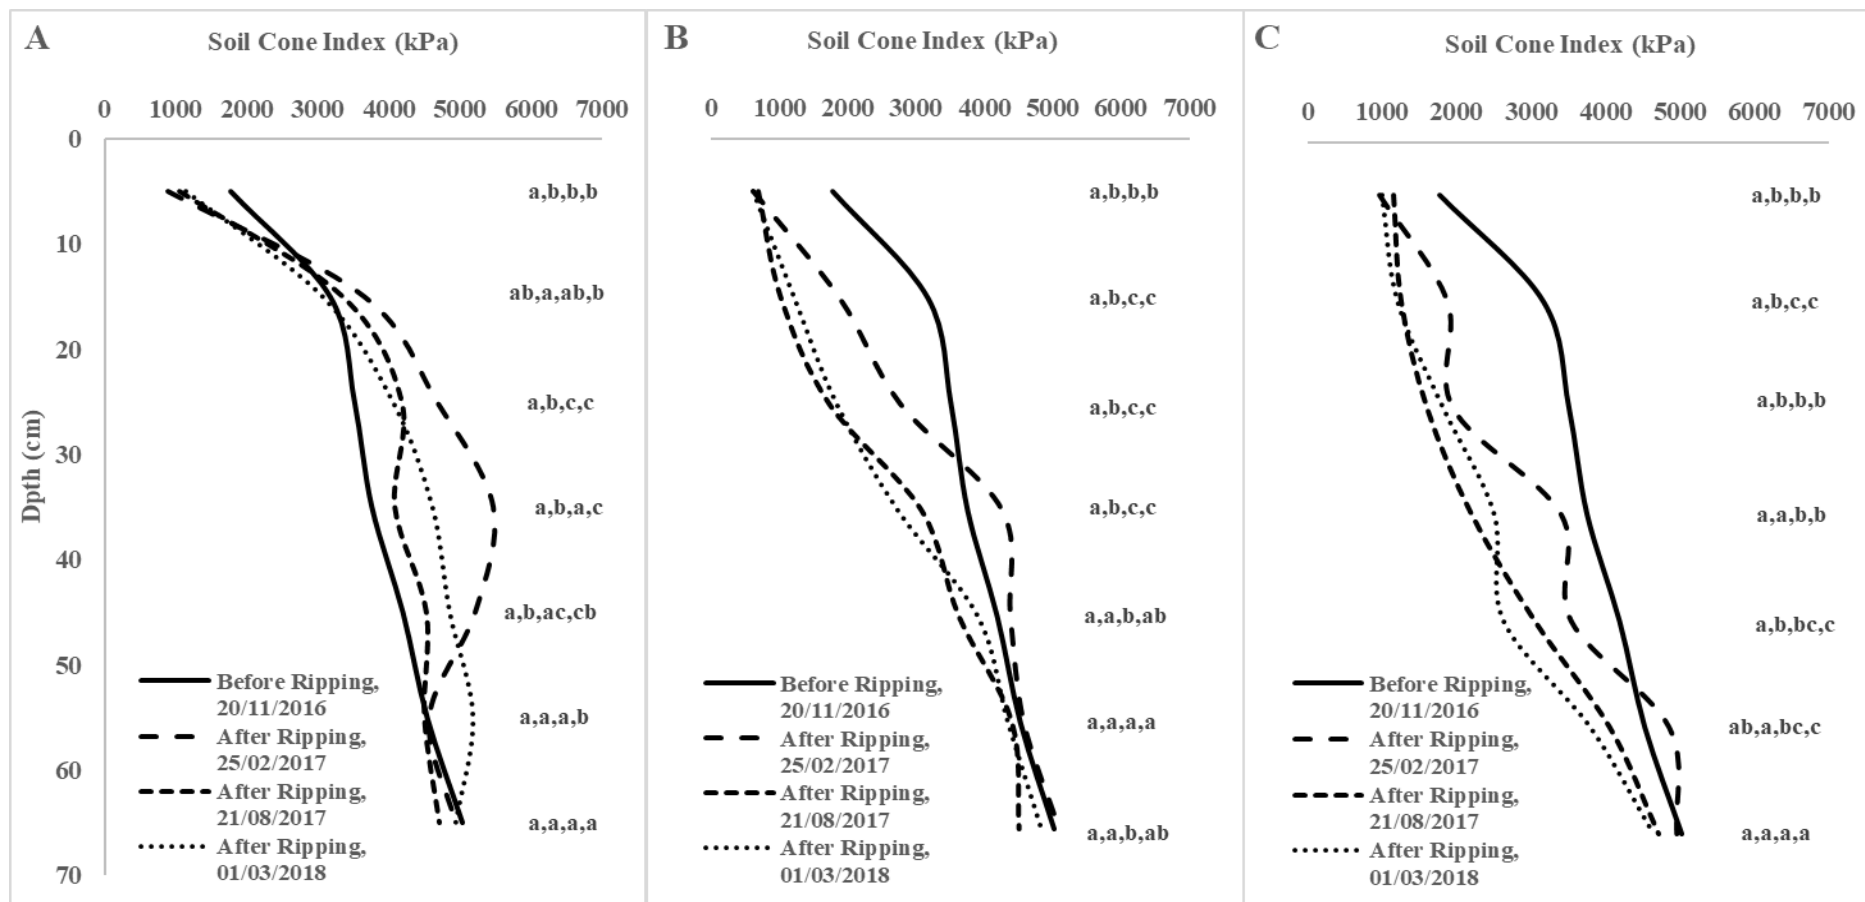 A
Soil Cone Index (kPa)
0 1000 2000 3000 4000 5000 6000 7000
0
10
20
30
40
50
60
70
Dpth (cm)
a,b,b,b
ab,a,ab,b
a,b,c,c
a,b,a,c
a,b,ac,cb
a,a,a,b
a,a,a,a
Before Ripping,
20/11/2016
After Ripping,
25/02/2017
After Ripping,
21/08/2017
After Ripping,
01/03/2018
B
Soil Cone Index (kPa)
0 1000 2000 3000 4000 5000 6000 7000
a,b,b,b
a,b,c,c
a,b,c,c
a,b,c,c
a,a,b,ab
a,a,a,a
a,a,b,ab
Before Ripping,
20/11/2016
After Ripping,
25/02/2017
After Ripping,
21/08/2017
After Ripping,
01/03/2018
C
Soil Cone Index (kPa)
0 1000 2000 3000 4000 5000 6000 7000
a,b,b,b
a,b,c,c
a,b,b,b
a,a,b,b
a,b,bc,c
ab,a,bc,c
a,a,a,a
Before Ripping,
20/11/2016
After Ripping,
25/02/2017
After Ripping,
21/08/2017
After Ripping,
01/03/2018